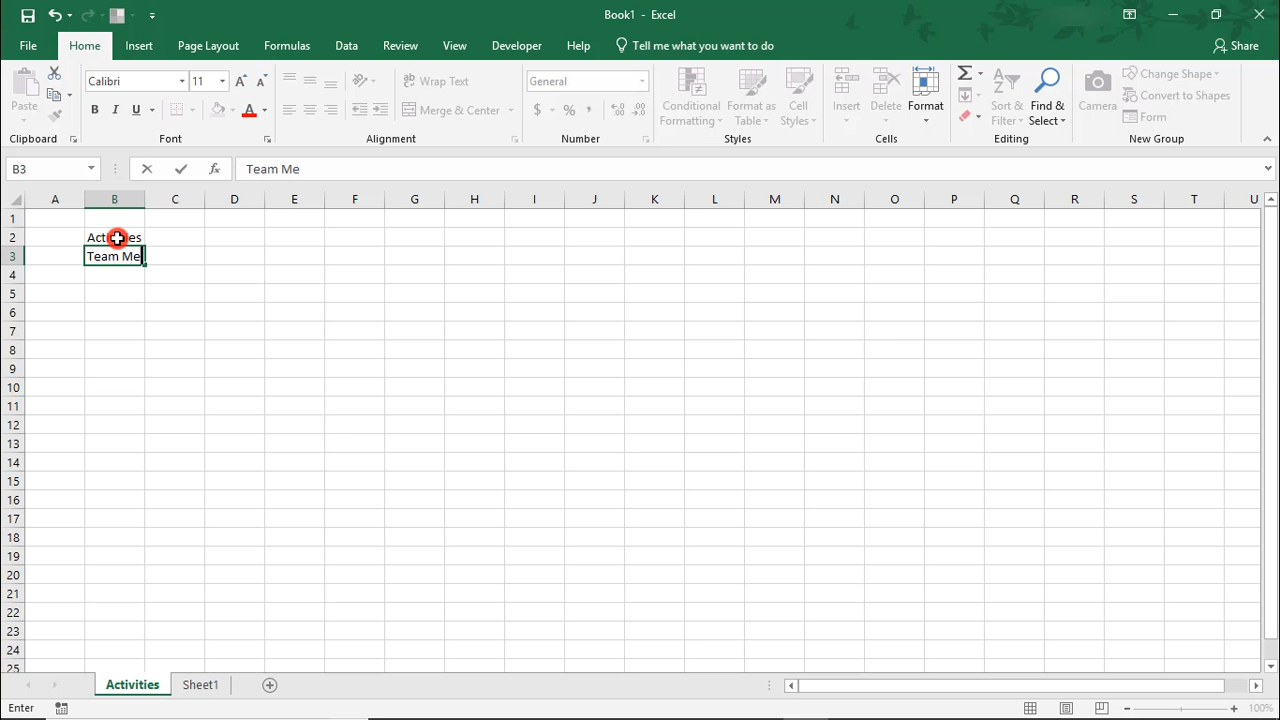 Book1 - Excel
File Home Insert Page Layout Formulas Data Review View Developer Help Tell me what you want to do Share
Paste
Calibri 11
B I U A
Wrap Text
Merge & Center
General
$ % ,
Conditional Formatting
Format as Table
Cell Styles
Insert Delete Format
Sort & Filter
Find & Select
Camera
Change Shape
Convert to Shapes
Form
Clipboard Font Alignment Number Styles Cells Editing New Group
B3 fx Team Me
A B C D E F G H I J K L M N O P Q R S T U
1
2 Activities
3 Team Me
4
5
6
7
8
9
10
11
12
13
14
15
16
17
18
19
20
21
22
23
24
25
Activities Sheet1
Enter 100%